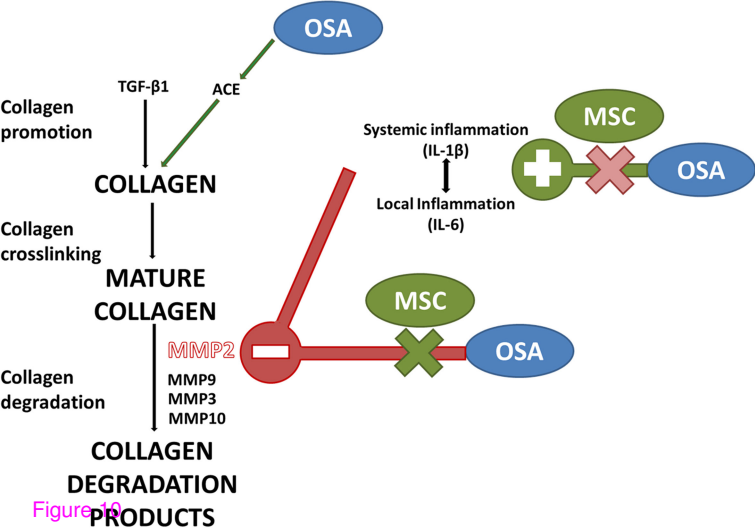 OSA
TGF-β1
ACE
Collagen
promotion
COLLAGEN
Systemic inflammation
(IL-1β)
Local Inflammation
(IL-6)
MSC
OSA
Collagen
crosslinking
MATURE
COLLAGEN
MSC
OSA
MMP2
MMP9
MMP3
MMP10
Collagen
degradation
COLLAGEN
DEGRADATION
PRODUCTS
Figure 10